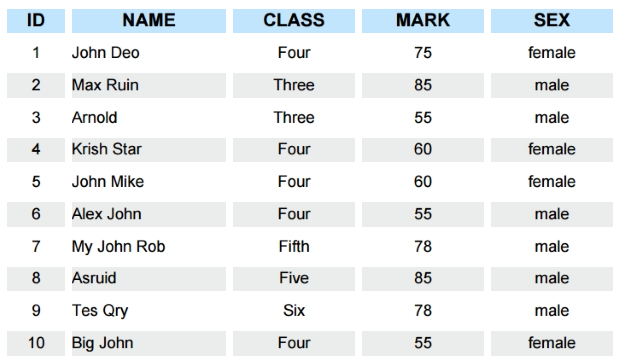 ID NAME CLASS MARK SEX
1 John Deo Four 75 female
2 Max Ruin Three 85 male
3 Arnold Three 55 male
4 Krish Star Four 60 female
5 John Mike Four 60 female
6 Alex John Four 55 male
7 My John Rob Fifth 78 male
8 Asruid Five 85 male
9 Tes Qry Six 78 male
10 Big John Four 55 female